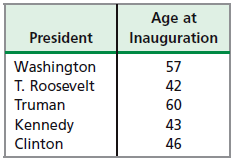 President Age at Inauguration
Washington 57
T. Roosevelt 42
Truman 60
Kennedy 43
Clinton 46